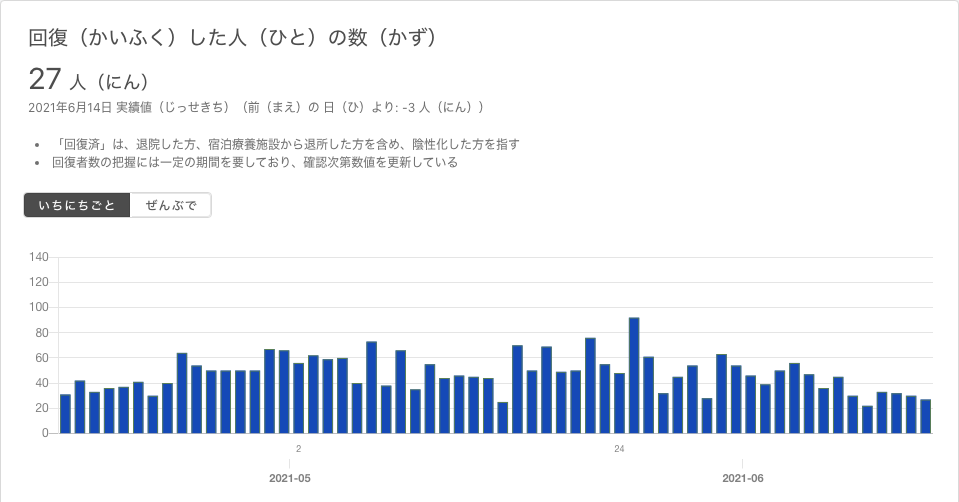 回復（かいふく）した人（ひと）の数（かず）
27 人（にん）
2021年6月14日 実績値（じっせきち）（前（まえ）の 日（ひ）より: -3 人（にん））
• 「回復済」は、退院した方、宿泊療養施設から退所した方を含め、陰性化した方を指す
• 回復者数の把握には一定の期間を要しており、確認次第数値を更新している
いちにちごと ぜんぶで
140
120
100
80
60
40
20
0
2 24
2021-05 2021-06